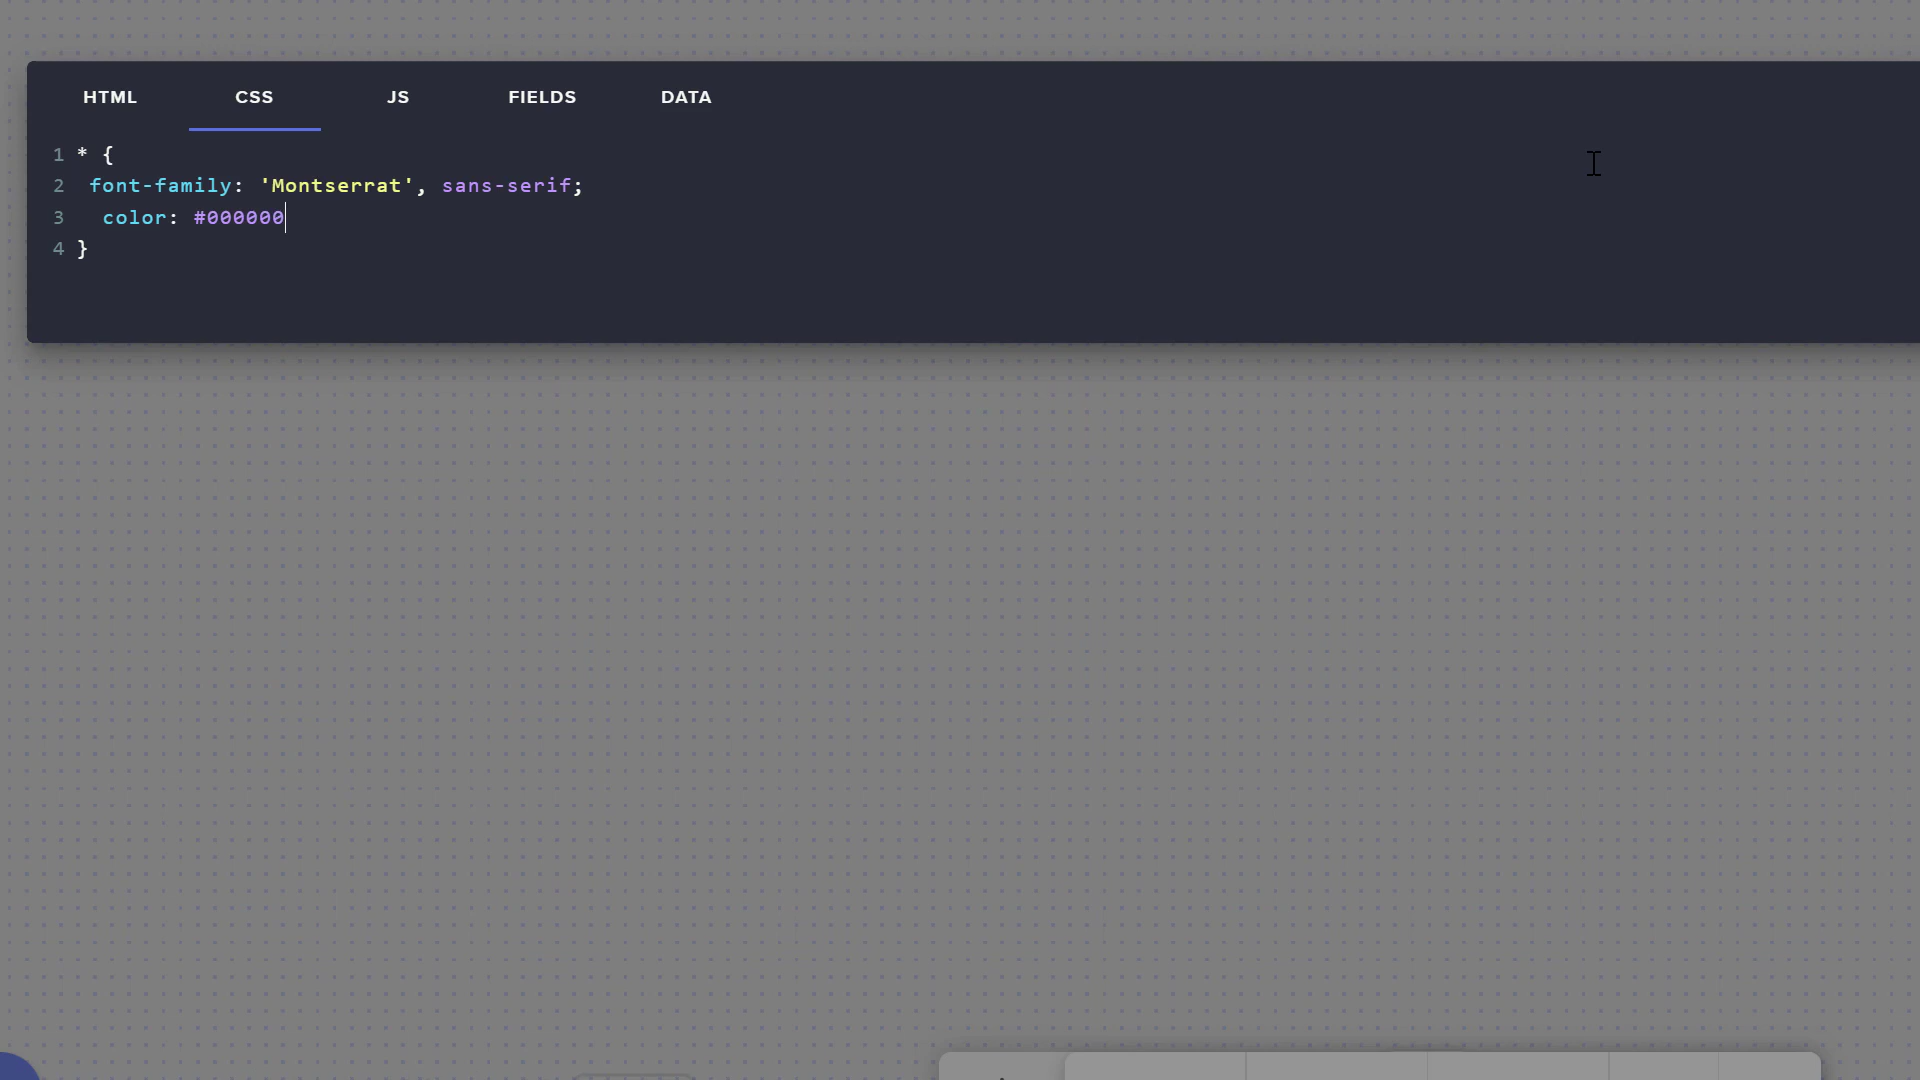 HTML CSS JS FIELDS DATA
1 * {
2 font-family: 'Montserrat', sans-serif;
3 color: #000000
4 }